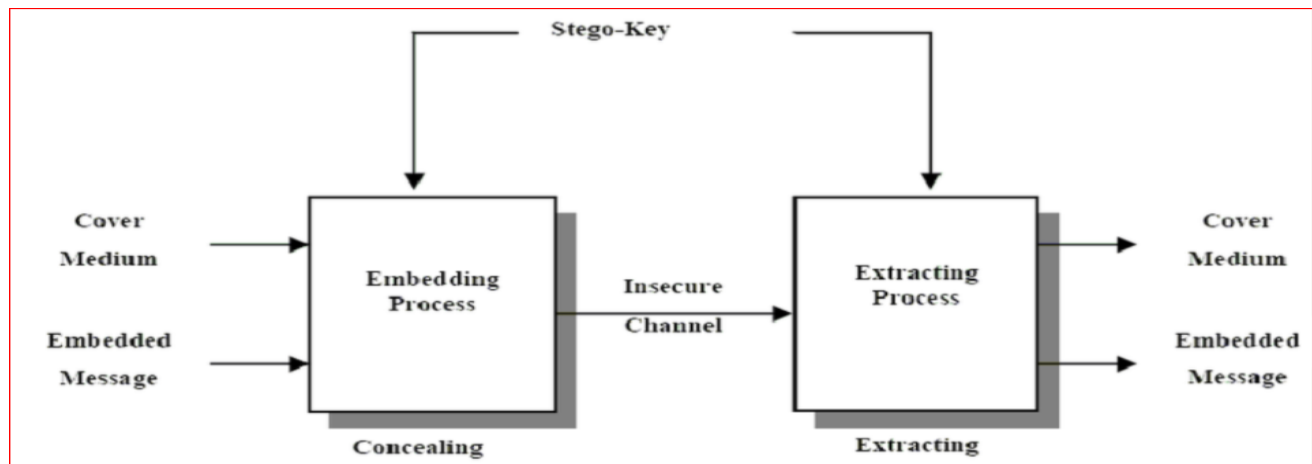 Stego-Key
Cover
Medium
Embedded
Message
Embedding
Process
Concealing
Insecure
Channel
Extracting
Process
Extracting
Cover
Medium
Embedded
Message